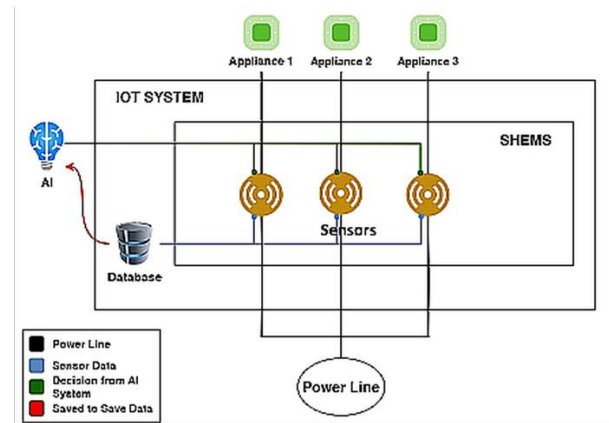 Appliance 1 Appliance 2 Appliance 3
IOT SYSTEM
SHEMS
AI
Sensors
Database
Power Line
Power Line
Sensor Data
Decision from AI
System
Saved to Save Data